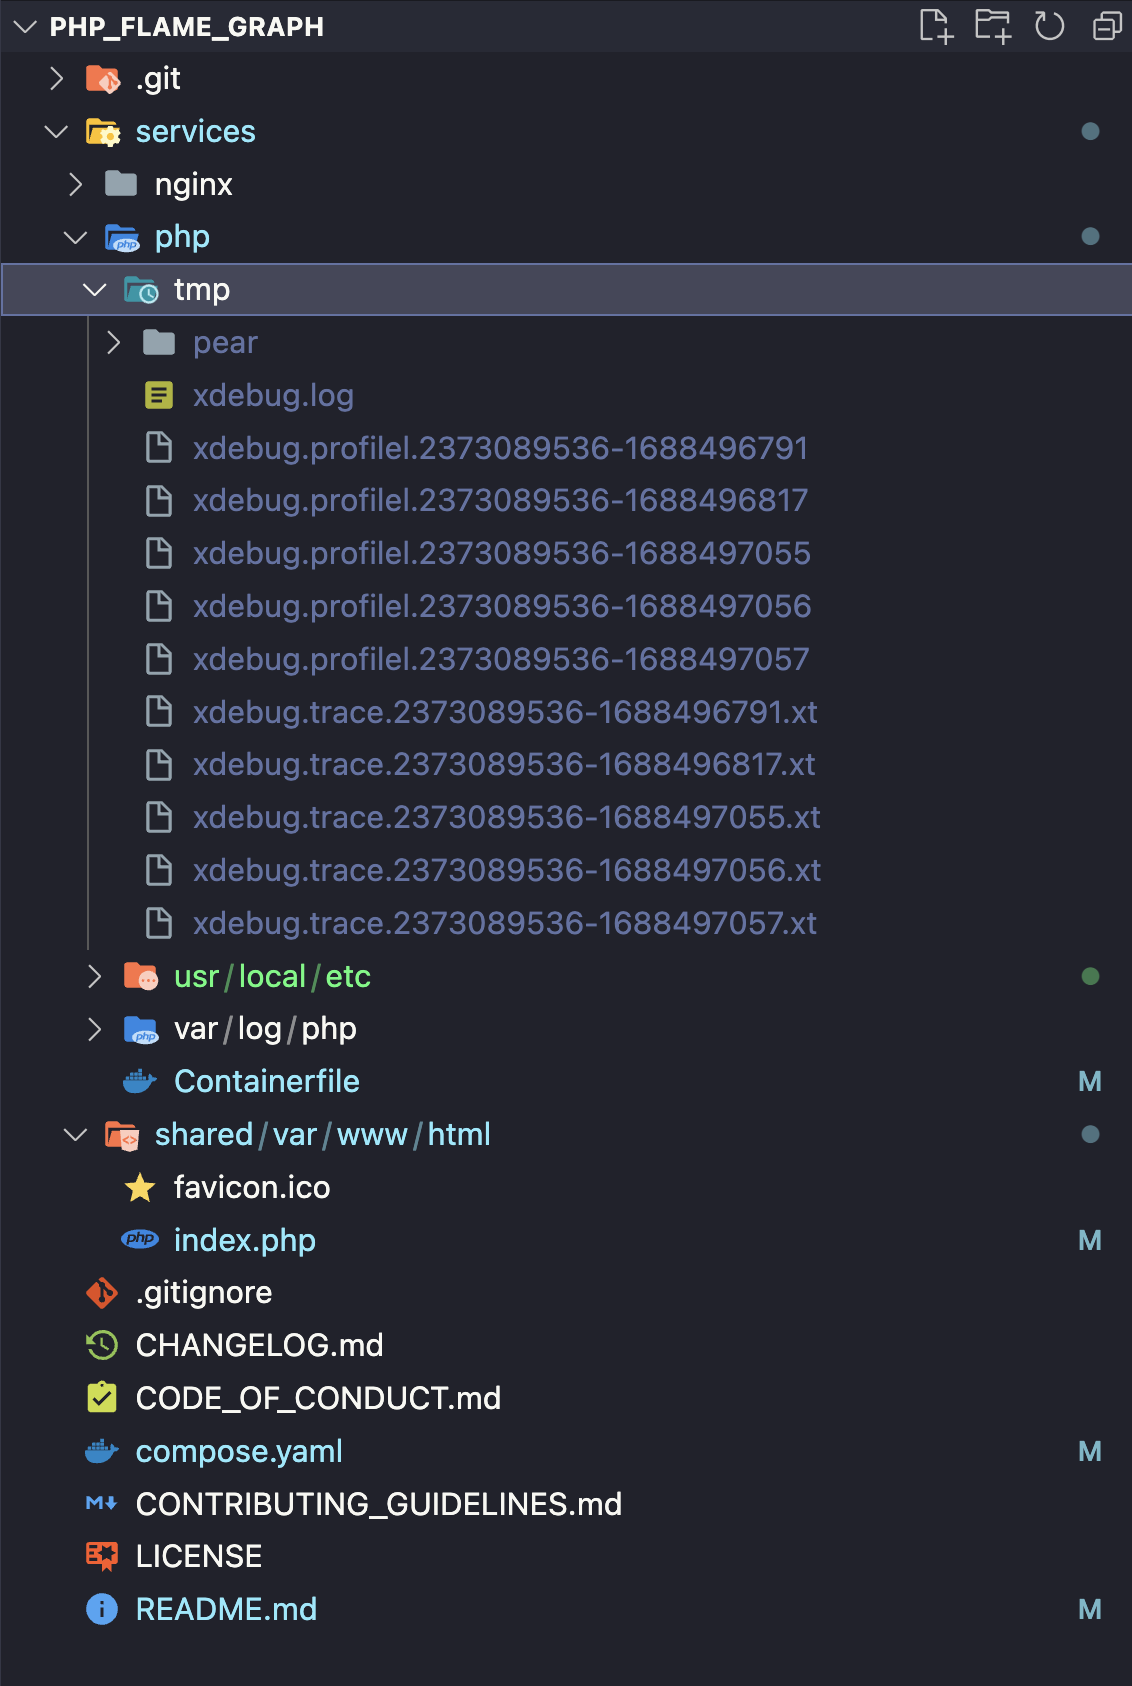 PHP_FLAME_GRAPH
.git
services
nginx
php
tmp
pear
xdebug.log
xdebug.profilel.2373089536-1688496791
xdebug.profilel.2373089536-1688496817
xdebug.profilel.2373089536-1688497055
xdebug.profilel.2373089536-1688497056
xdebug.profilel.2373089536-1688497057
xdebug.trace.2373089536-1688496791.xt
xdebug.trace.2373089536-1688496817.xt
xdebug.trace.2373089536-1688497055.xt
xdebug.trace.2373089536-1688497056.xt
xdebug.trace.2373089536-1688497057.xt
usr/local/etc
var/log/php
Containerfile M
shared/var/www/html
favicon.ico
index.php M
.gitignore
CHANGELOG.md
CODE_OF_CONDUCT.md
compose.yaml M
CONTRIBUTING_GUIDELINES.md
LICENSE
README.md M